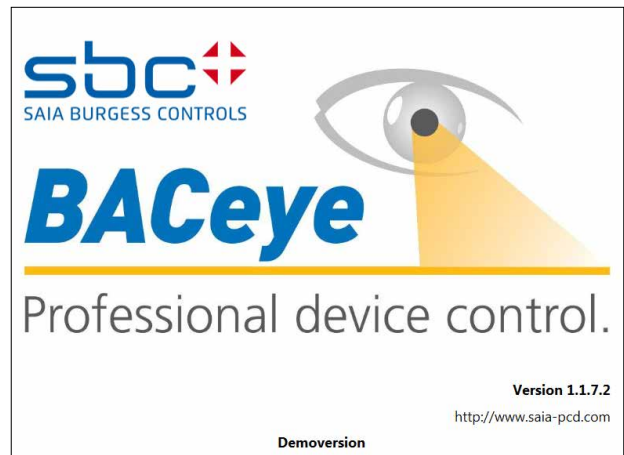 sbc
SAIA BURGESS CONTROLS
BACeye
Professional device control.
Version 1.1.7.2
http://www.saia-pcd.com
Demoversion